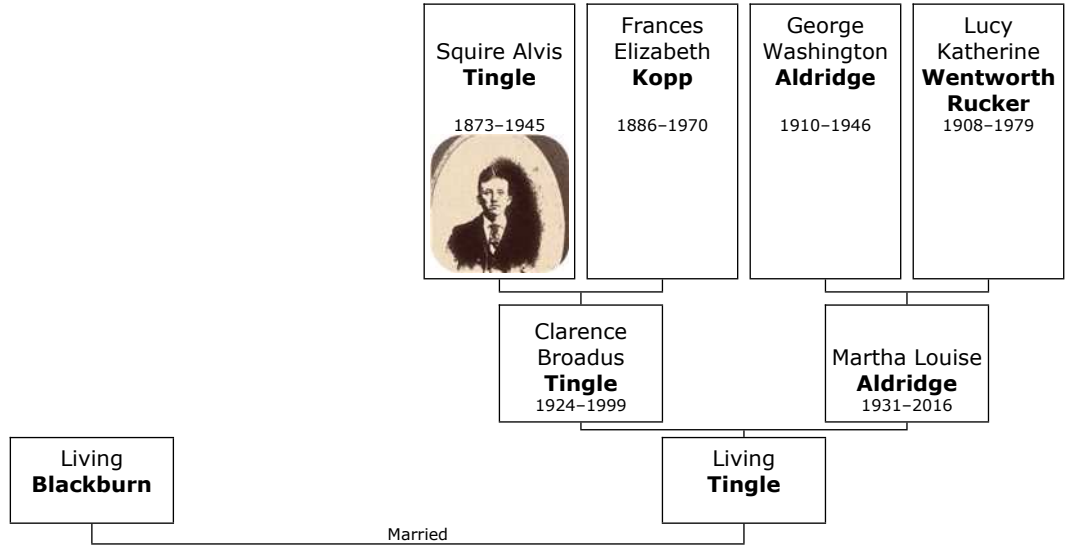 Squire Alvis
Tingle
1873–1945
Frances
Elizabeth
Kopp
1886–1970
George
Washington
Aldridge
1910–1946
Lucy
Katherine
Wentworth
Rucker
1908–1979
Clarence
Broadus
Tingle
1924–1999
Martha Louise
Aldridge
1931–2016
Living
Blackburn
Living
Tingle
Married